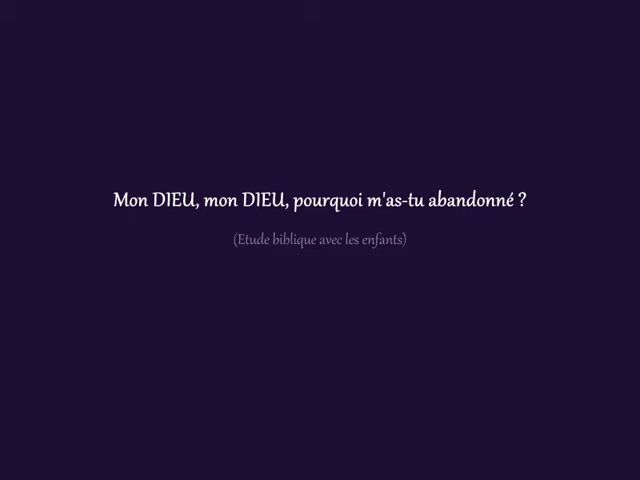 Mon DIEU, mon DIEU, pourquoi m'as-tu abandonné ?
(Etude biblique avec les enfants)